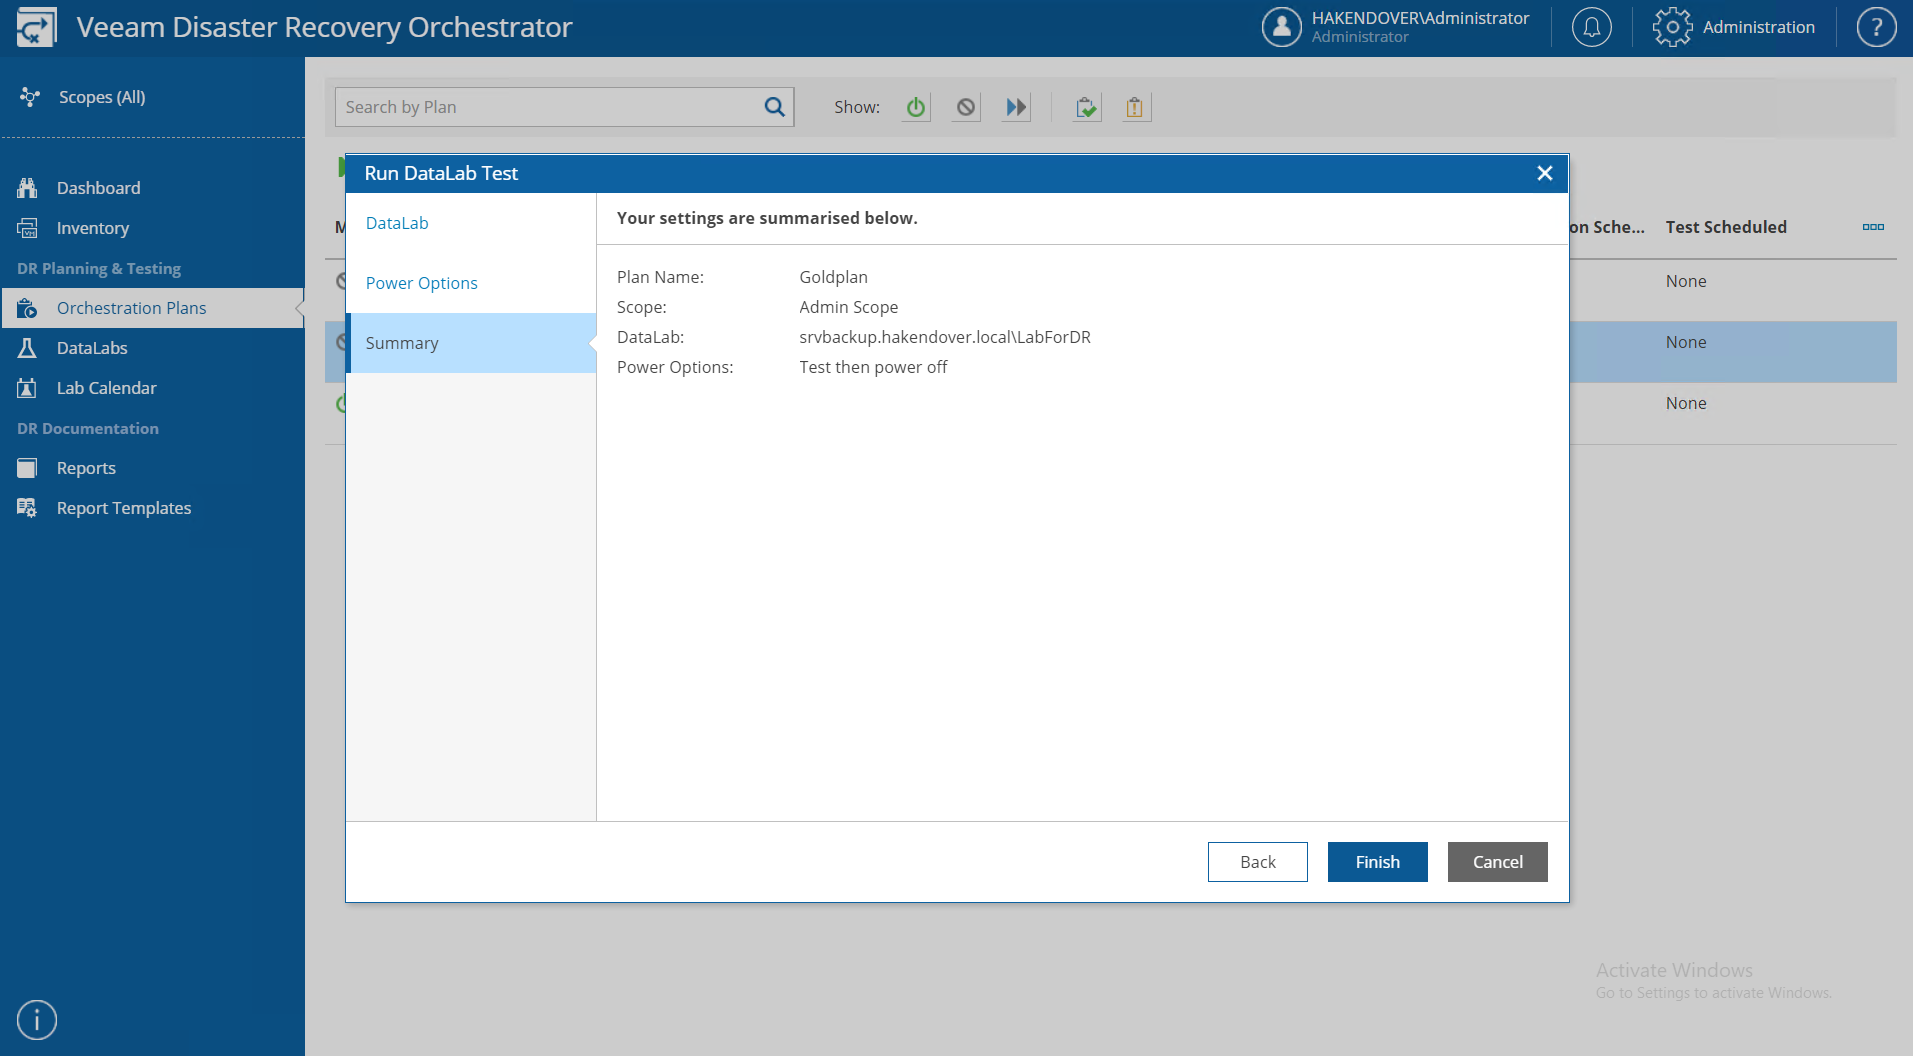 Veeam Disaster Recovery Orchestrator
HAKENDOVER\Administrator
Administrator
Administration
?
Scopes (All)
Search by Plan
Show:
Dashboard
Inventory
DR Planning & Testing
Orchestration Plans
DataLabs
Lab Calendar
DR Documentation
Reports
Report Templates
M
on Sche...
Test Scheduled
None
None
None
Run DataLab Test
DataLab
Power Options
Summary
Your settings are summarised below.
Plan Name: Goldplan
Scope: Admin Scope
DataLab: srvbackup.hakendover.local\LabForDR
Power Options: Test then power off
Back
Finish
Cancel
Activate Windows
Go to Settings to activate Windows.